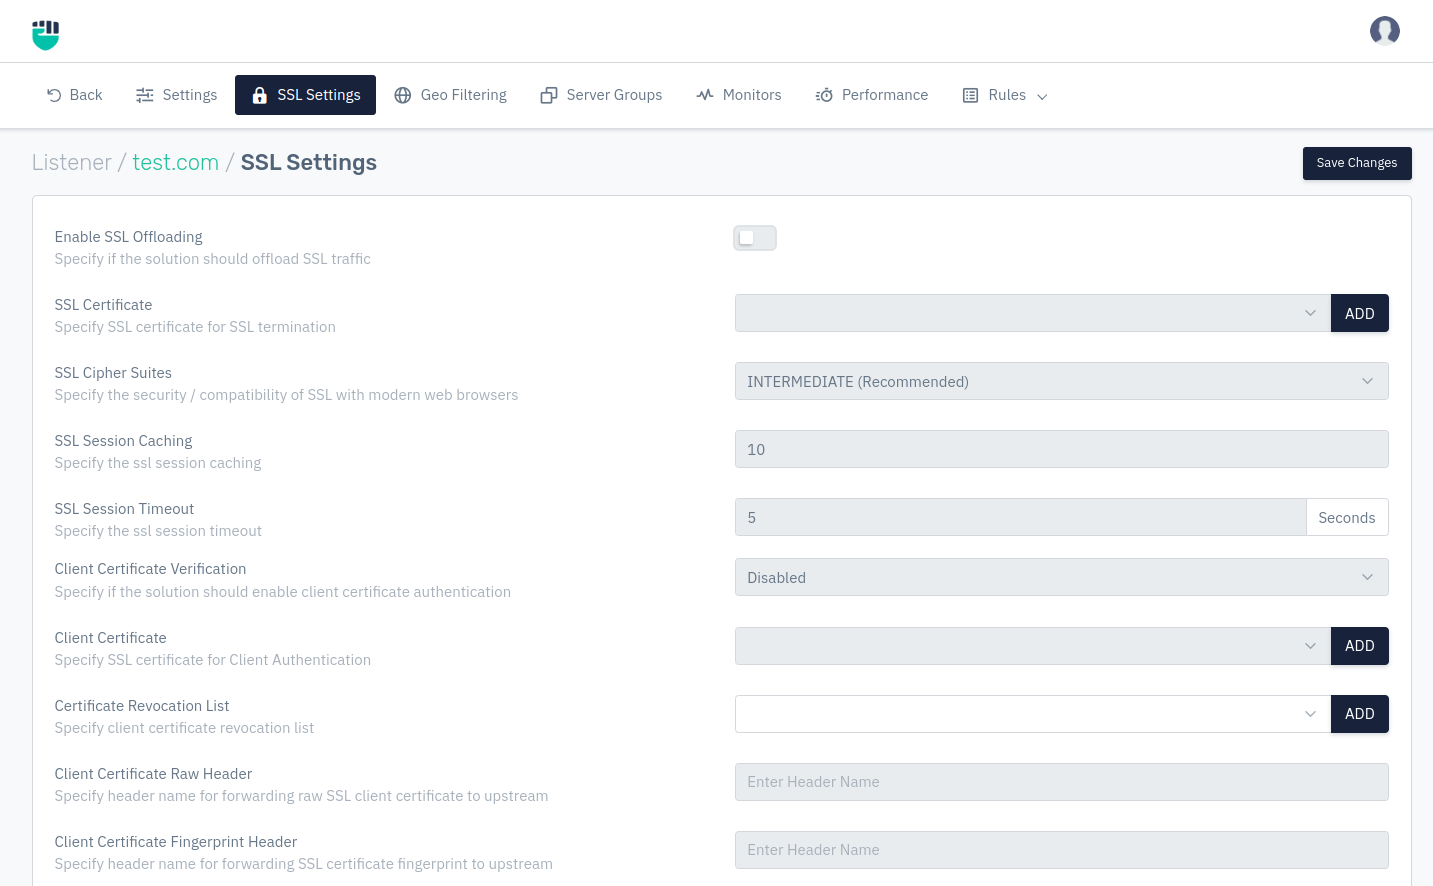 Back
Settings
SSL Settings
Geo Filtering
Server Groups
Monitors
Performance
Rules
Listener / test.com / SSL Settings
Save Changes
Enable SSL Offloading
Specify if the solution should offload SSL traffic
SSL Certificate
Specify SSL certificate for SSL termination
ADD
SSL Cipher Suites
Specify the security / compatibility of SSL with modern web browsers
INTERMEDIATE (Recommended)
SSL Session Caching
Specify the ssl session caching
10
SSL Session Timeout
Specify the ssl session timeout
5
Seconds
Client Certificate Verification
Specify if the solution should enable client certificate authentication
Disabled
Client Certificate
Specify SSL certificate for Client Authentication
ADD
Certificate Revocation List
Specify client certificate revocation list
ADD
Client Certificate Raw Header
Specify header name for forwarding raw SSL client certificate to upstream
Enter Header Name
Client Certificate Fingerprint Header
Specify header name for forwarding SSL certificate fingerprint to upstream
Enter Header Name